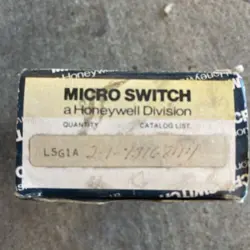 MICRO SWITCH
a Honeywell Division
QUANTITY CATALOG LIST
LSG1A